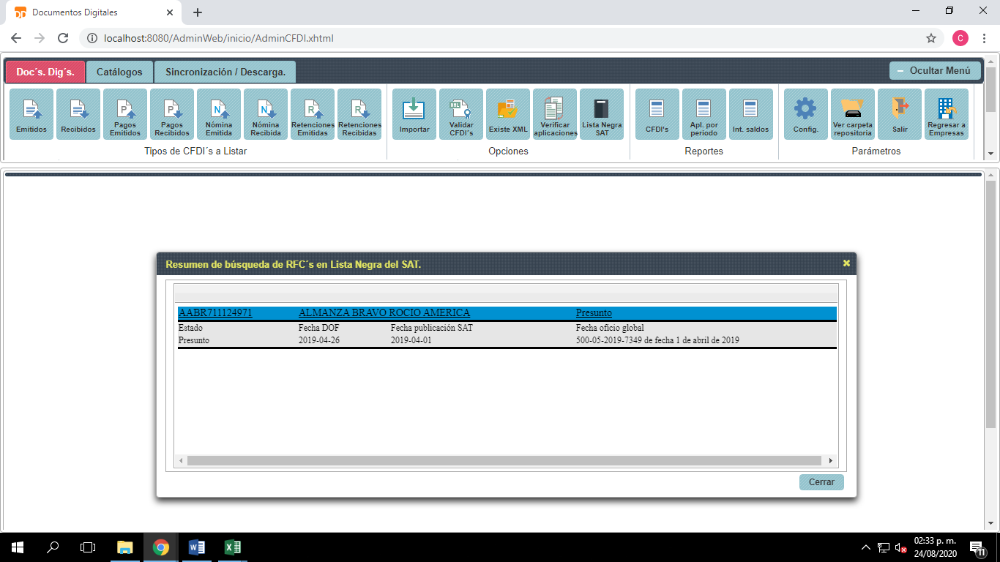 Documentos Digitales
localhost:8080/AdminWeb/inicio/AdminCFDI.xhtml
C
Doc´s. Dig´s. Catálogos Sincronización / Descarga. – Ocultar Menú
Emitidos Recibidos Pagos Emitidos Pagos Recibidos Nómina Emitida Nómina Recibida Retenciones Emitidas Retenciones Recibidas Importar Validar CFDI´s Existe XML Verificar aplicaciones Lista Negra SAT CFDI's Apl. por periodo Int. saldos Config. Ver carpeta repositoria Salir Regresar a Empresas
Tipos de CFDI´s a Listar Opciones Reportes Parámetros
Resumen de búsqueda de RFC´s en Lista Negra del SAT.
AABR711124971 ALMANZA BRAVO ROCIO AMERICA Presunto
Estado Fecha DOF Fecha publicación SAT Fecha oficio global
Presunto 2019-04-26 2019-04-01 500-05-2019-7349 de fecha 1 de abril de 2019
Cerrar
02:33 p. m.
24/08/2020
11